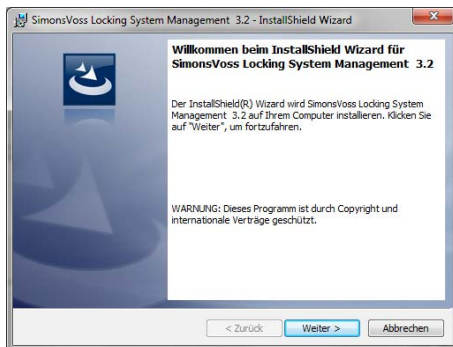 SimonsVoss Locking System Management 3.2 - InstallShield Wizard
Willkommen beim InstallShield Wizard für
SimonsVoss Locking System Management 3.2
Der InstallShield(R) Wizard wird SimonsVoss Locking System
Management 3.2 auf Ihrem Computer installieren. Klicken Sie
auf "Weiter", um fortzufahren.
WARNUNG: Dieses Programm ist durch Copyright und
internationale Verträge geschützt.
< Zurück
Weiter >
Abbrechen